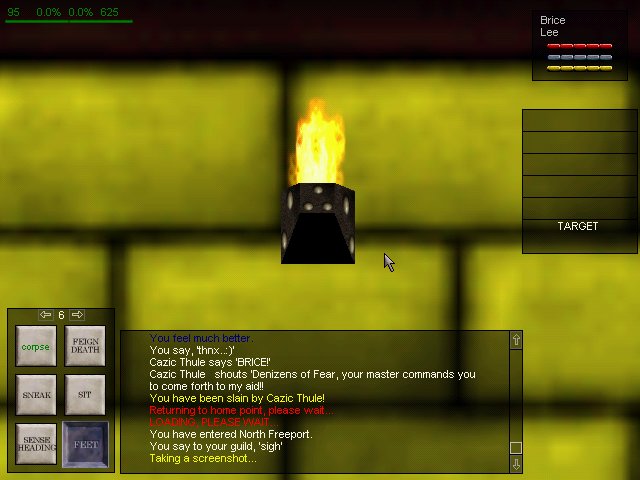 95 0.0% 0.0% 625
Brice
Lee
TARGET
6
corpse
FEIGN
DEATH
SNEAK
SIT
SENSE
HEADING
FEET
You feel much better.
You say, 'thnx..:)'
Cazic Thule says 'BRICE!'
Cazic Thule shouts 'Denizens of Fear, your master commands you
to come forth to my aid!!
You have been slain by Cazic Thule!
Returning to home point, please wait...
LOADING, PLEASE WAIT...
You have entered North Freeport.
You say to your guild, 'sigh'
Taking a screenshot...